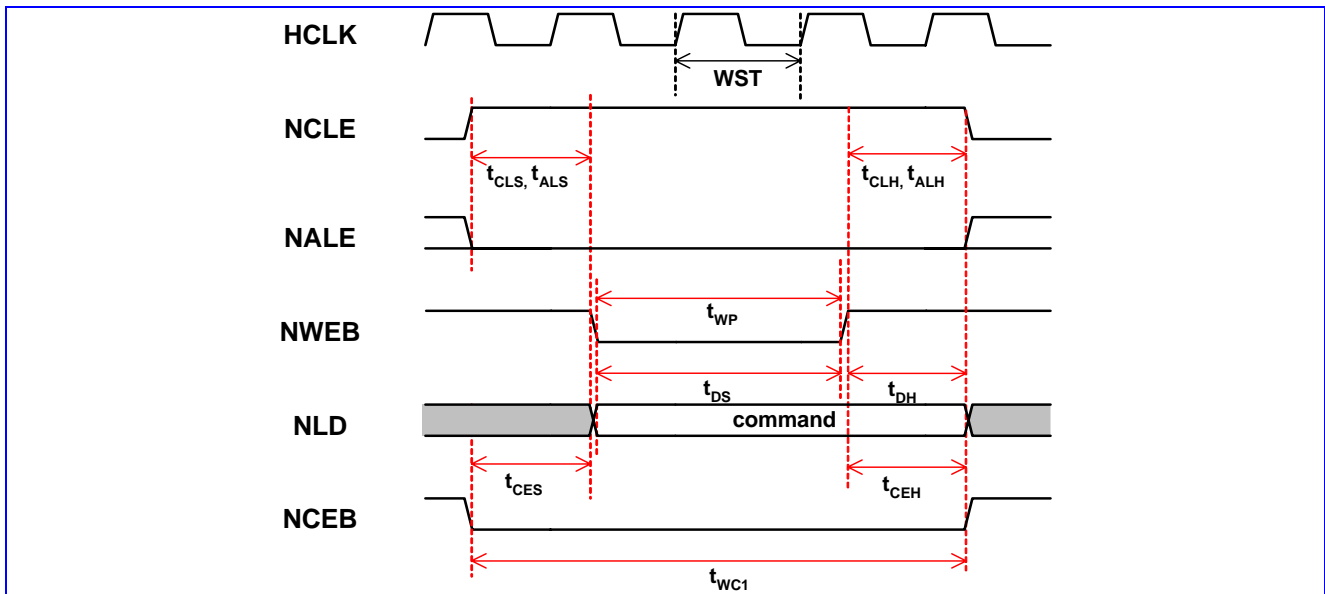 HCLK
WST
NCLE
tCLS, tALS
tCLH, tALH
NALE
tWP
NWEB
tDS
tDH
NLD
command
tCES
tCEH
NCEB
tWC1